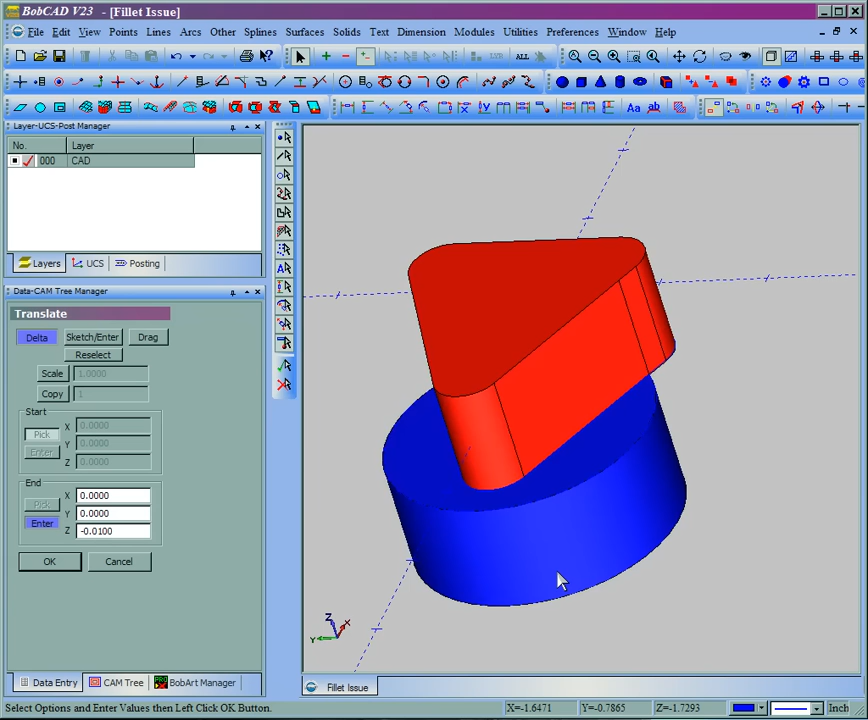 BobCAD V23 - [Fillet Issue]
File Edit View Points Lines Arcs Other Splines Surfaces Solids Text Dimension Modules Utilities Preferences Window Help
ALL
Aa ab
Layer-UCS-Post Manager
No. Layer
000 CAD
Layers UCS Posting
Data-CAM Tree Manager
Translate
Delta Sketch/Enter Drag
Reselect
Scale 1.0000
Copy 1
Start
Pick X 0.0000
Y 0.0000
Enter Z 0.0000
End
Pick X 0.0000
Y 0.0000
Enter Z -0.0100
OK Cancel
Z X
Y
Data Entry CAM Tree PRO BobArt Manager
Fillet Issue
Select Options and Enter Values then Left Click OK Button. X=-1.6471 Y=-0.7865 Z=-1.7293 Inch